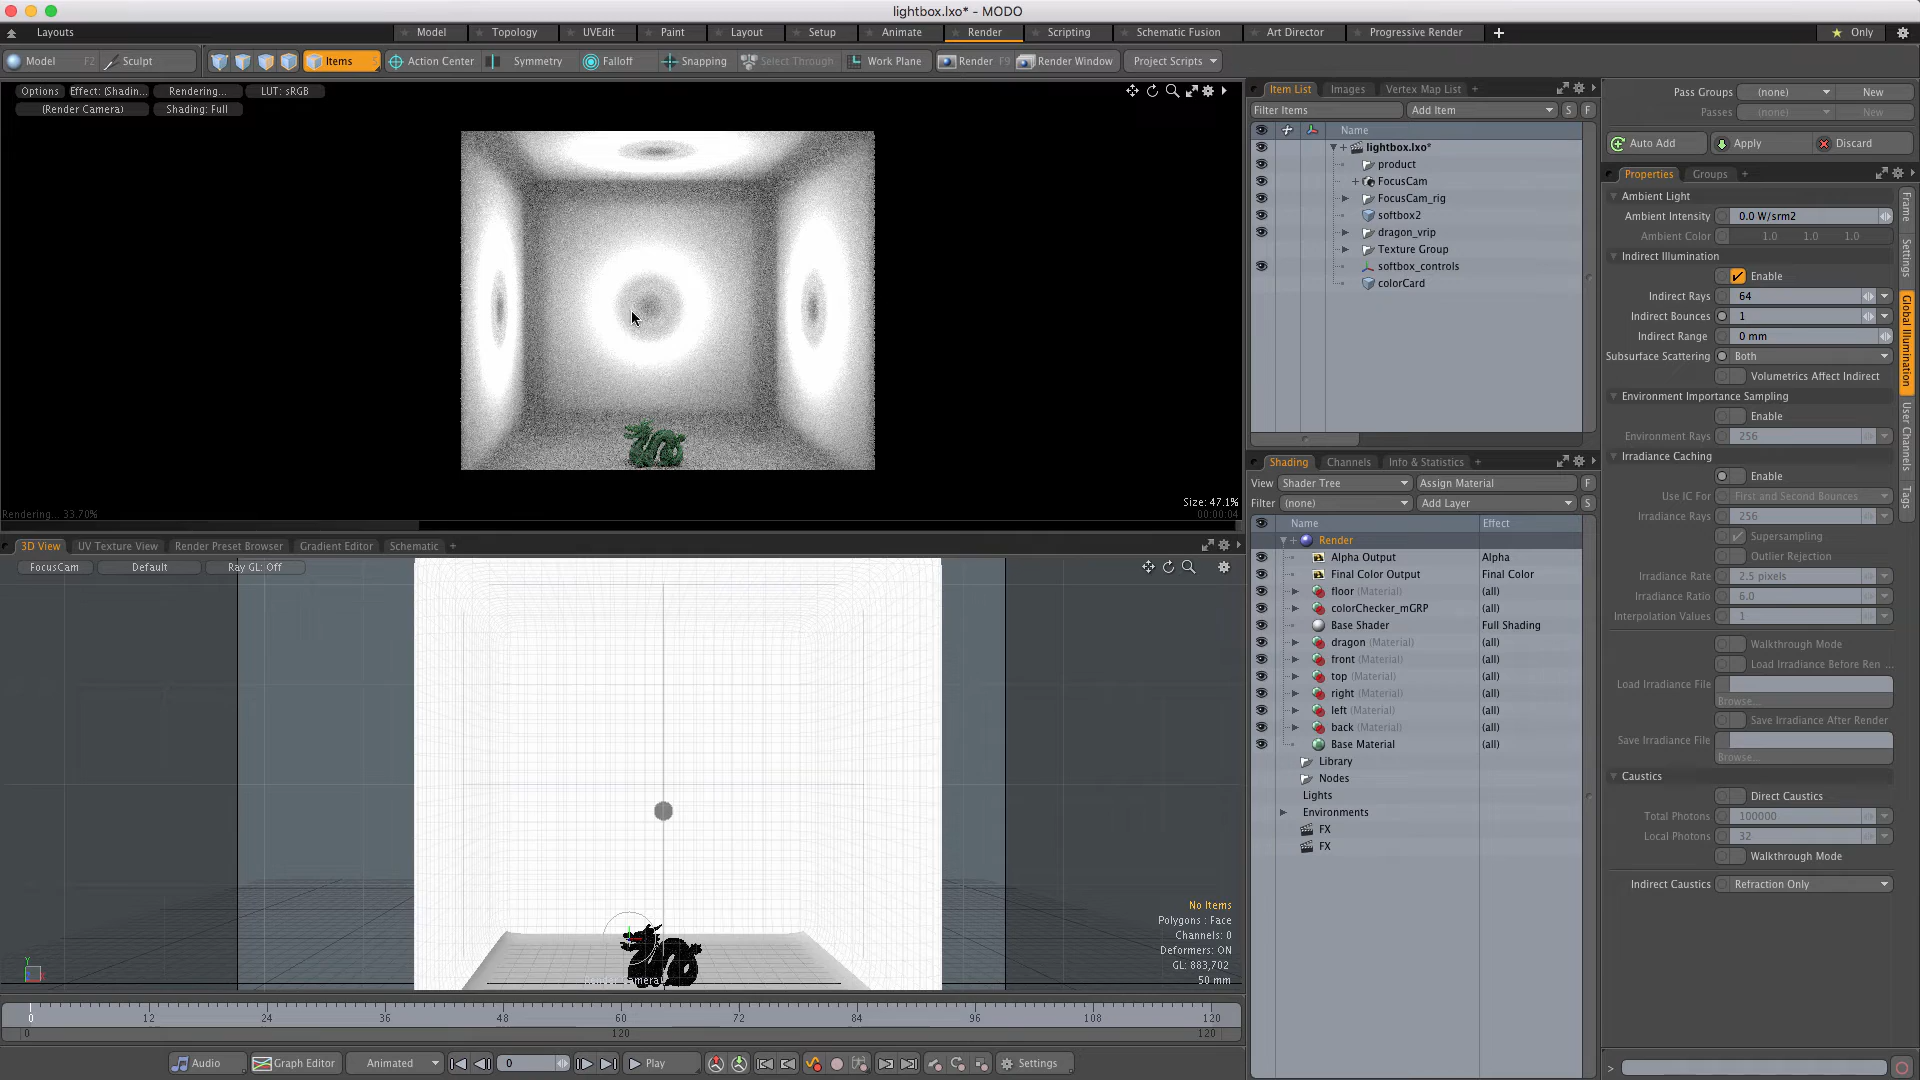 lightbox.lxo* - MODO
Layouts
Model Topology UVEdit Paint Layout Setup Animate Render Scripting Schematic Fusion Art Director Progressive Render Only
Model F2 Sculpt Items Action Center Symmetry Falloff Snapping Select Through Work Plane Render F9 Render Window Project Scripts
Options Effect: (Shadin... Rendering... LUT: sRGB
(Render Camera) Shading: Full
Size: 47.1%
Rendering... 33.70% 00:00:04
3D View UV Texture View Render Preset Browser Gradient Editor Schematic
FocusCam Default Ray GL: Off
No Items
Polygons : Face
Channels: 0
Deformers: ON
GL: 883,702
50 mm
Render Camera
Y
0 12 24 36 48 60 72 84 96 108 120
0 120 120
Audio Graph Editor Animated 0 Play Settings
Item List Images Vertex Map List
Filter Items Add Item S F
Name
lightbox.lxo*
product
FocusCam
FocusCam_rig
softbox2
dragon_vrip
Texture Group
softbox_controls
colorCard
Shading Channels Info & Statistics
View Shader Tree Assign Material F
Filter (none) Add Layer S
Name Effect
Render
Alpha Output Alpha
Final Color Output Final Color
floor (Material) (all)
colorChecker_mGRP (all)
Base Shader Full Shading
dragon (Material) (all)
front (Material) (all)
top (Material) (all)
right (Material) (all)
left (Material) (all)
back (Material) (all)
Base Material (all)
Library
Nodes
Lights
Environments
FX
FX
Pass Groups (none) New
Passes (none) New
Auto Add Apply Discard
Properties Groups
Ambient Light
Ambient Intensity 0.0 W/srm2
Ambient Color 1.0 1.0 1.0
Indirect Illumination
Enable
Indirect Rays 64
Indirect Bounces 1
Indirect Range 0 mm
Subsurface Scattering Both
Volumetrics Affect Indirect
Environment Importance Sampling
Enable
Environment Rays 256
Irradiance Caching
Enable
Use IC For First and Second Bounces
Irradiance Rays 256
Supersampling
Outlier Rejection
Irradiance Rate 2.5 pixels
Irradiance Ratio 6.0
Interpolation Values 1
Walkthrough Mode
Load Irradiance Before Ren ...
Load Irradiance File
Browse...
Save Irradiance After Render
Save Irradiance File
Browse...
Caustics
Direct Caustics
Total Photons 100000
Local Photons 32
Walkthrough Mode
Indirect Caustics Refraction Only
Frame
Settings
Global Illumination
User Channels
Tags